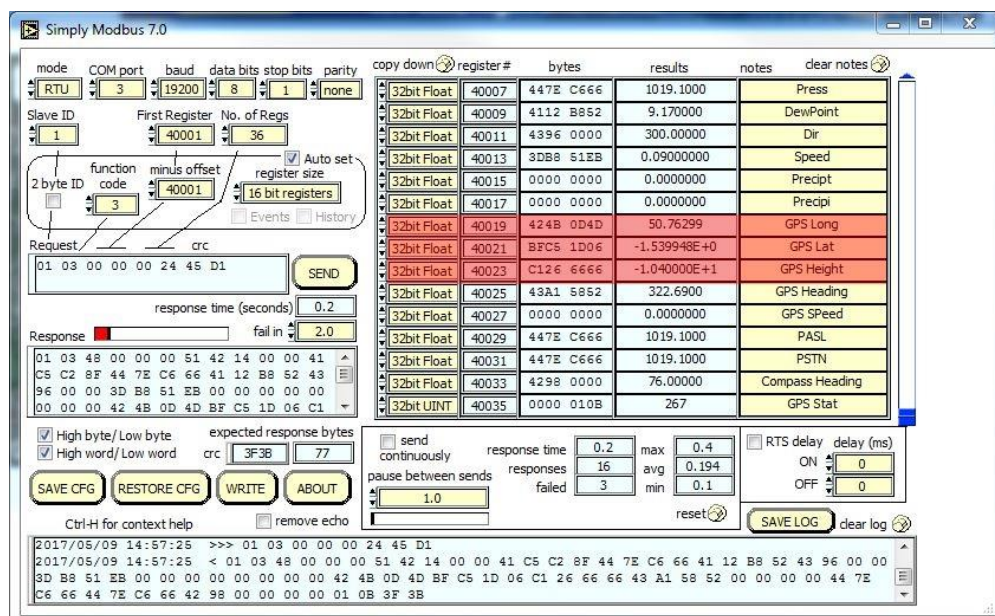 Simply Modbus 7.0
mode COM port baud data bits stop bits parity
RTU 3 19200 8 1 none
Slave ID First Register No. of Regs
1 40001 36
Auto set
function code minus offset register size
2 byte ID 3 40001 16 bit registers
Events History
Request crc
01 03 00 00 00 24 45 D1 SEND
response time (seconds) 0.2
Response fail in 2.0
01 03 48 00 00 00 51 42 14 00 00 41
C5 C2 8F 44 7E C6 66 41 12 B8 52 43
96 00 00 3D B8 51 EB 00 00 00 00 00
00 00 00 42 4B 0D 4D BF C5 1D 06 C1
High byte/Low byte expected response bytes
High word/Low word crc 3F3B 77
SAVE CFG RESTORE CFG WRITE ABOUT
Ctrl-H for context help remove echo
copy down register# bytes results notes clear notes
32bit Float 40007 447E C666 1019.1000 Press
32bit Float 40009 4112 B852 9.170000 DewPoint
32bit Float 40011 4396 0000 300.00000 Dir
32bit Float 40013 3DB8 51EB 0.09000000 Speed
32bit Float 40015 0000 0000 0.0000000 Precipt
32bit Float 40017 0000 0000 0.0000000 Precipi
32bit Float 40019 424B 0D4D 50.76299 GPS Long
32bit Float 40021 BFC5 1D06 -1.539948E+0 GPS Lat
32bit Float 40023 C126 6666 -1.040000E+1 GPS Height
32bit Float 40025 43A1 5852 322.6900 GPS Heading
32bit Float 40027 0000 0000 0.0000000 GPS SPeed
32bit Float 40029 447E C666 1019.1000 PASL
32bit Float 40031 447E C666 1019.1000 PSTN
32bit Float 40033 4298 0000 76.00000 Compass Heading
32bit UINT 40035 0000 010B 267 GPS Stat
send continuously
pause between sends
1.0
response time 0.2 max 0.4
responses 16 avg 0.194
failed 3 min 0.1
reset
RTS delay delay (ms)
ON 0
OFF 0
SAVE LOG clear log
2017/05/09 14:57:25 >>> 01 03 00 00 00 24 45 D1
2017/05/09 14:57:25 < 01 03 48 00 00 00 51 42 14 00 00 41 C5 C2 8F 44 7E C6 66 41 12 B8 52 43 96 00 00
3D B8 51 EB 00 00 00 00 00 00 00 00 42 4B 0D 4D BF C5 1D 06 C1 26 66 66 43 A1 58 52 00 00 00 00 44 7E
C6 66 44 7E C6 66 42 98 00 00 00 00 01 0B 3F 3B